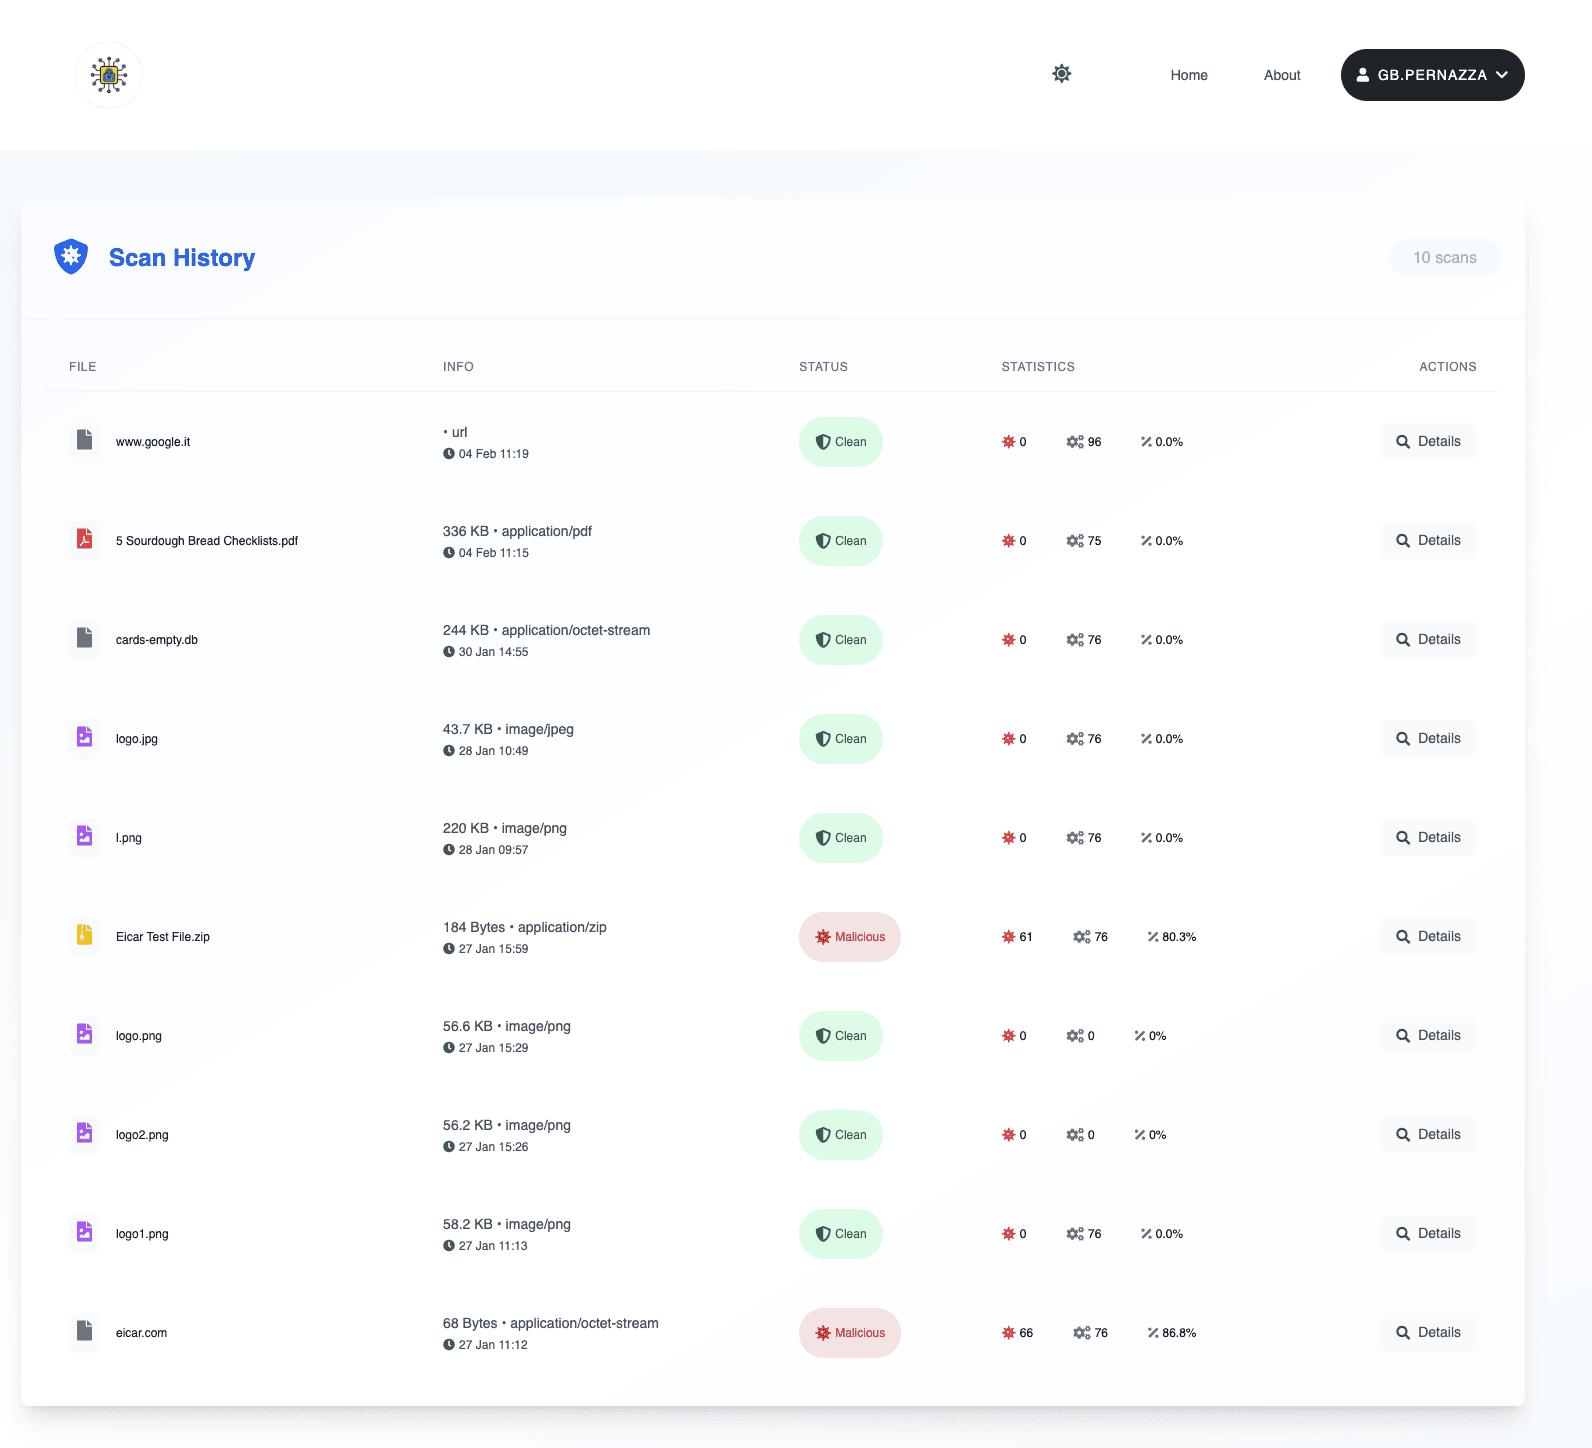 Home About GB.PERNAZZA
Scan History
10 scans
FILE INFO STATUS STATISTICS ACTIONS
www.google.it
• url
04 Feb 11:19
Clean
0 96 0.0%
Details
5 Sourdough Bread Checklists.pdf
336 KB • application/pdf
04 Feb 11:15
Clean
0 75 0.0%
Details
cards-empty.db
244 KB • application/octet-stream
30 Jan 14:55
Clean
0 76 0.0%
Details
logo.jpg
43.7 KB • image/jpeg
28 Jan 10:49
Clean
0 76 0.0%
Details
l.png
220 KB • image/png
28 Jan 09:57
Clean
0 76 0.0%
Details
Eicar Test File.zip
184 Bytes • application/zip
27 Jan 15:59
Malicious
61 76 80.3%
Details
logo.png
56.6 KB • image/png
27 Jan 15:29
Clean
0 0 0%
Details
logo2.png
56.2 KB • image/png
27 Jan 15:26
Clean
0 0 0%
Details
logo1.png
58.2 KB • image/png
27 Jan 11:13
Clean
0 76 0.0%
Details
eicar.com
68 Bytes • application/octet-stream
27 Jan 11:12
Malicious
66 76 86.8%
Details